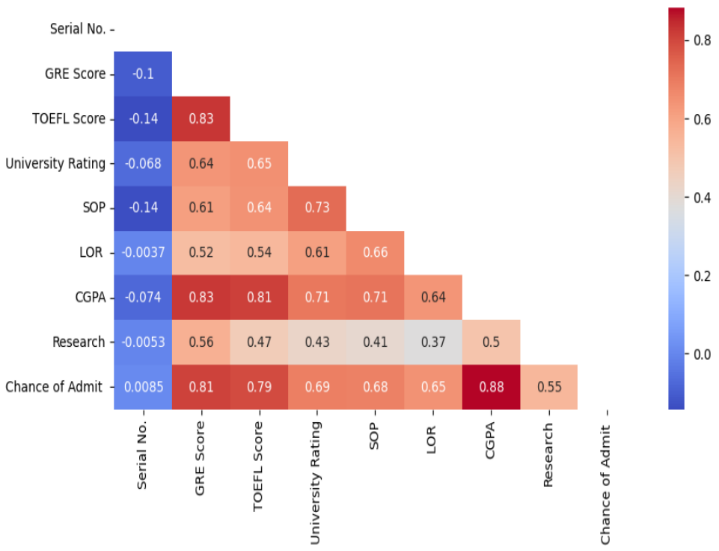 Serial No.
GRE Score -0.1
TOEFL Score -0.14 0.83
University Rating -0.068 0.64 0.65
SOP -0.14 0.61 0.64 0.73
LOR -0.0037 0.52 0.54 0.61 0.66
CGPA -0.074 0.83 0.81 0.71 0.71 0.64
Research -0.0053 0.56 0.47 0.43 0.41 0.37 0.5
Chance of Admit 0.0085 0.81 0.79 0.69 0.68 0.65 0.88 0.55
Serial No.
GRE Score
TOEFL Score
University Rating
SOP
LOR
CGPA
Research
Chance of Admit
0.8
0.6
0.4
0.2
0.0